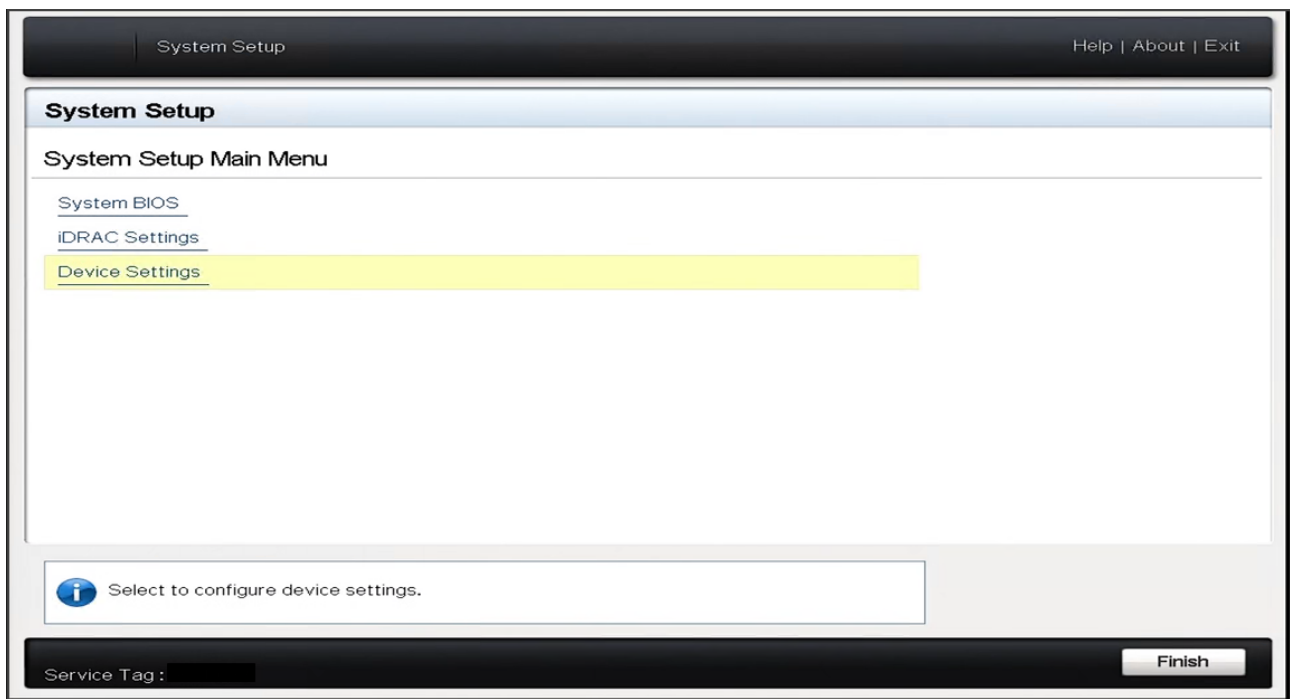 System Setup
Help | About | Exit
System Setup
System Setup Main Menu
System BIOS
iDRAC Settings
Device Settings
Select to configure device settings.
Service Tag :
Finish